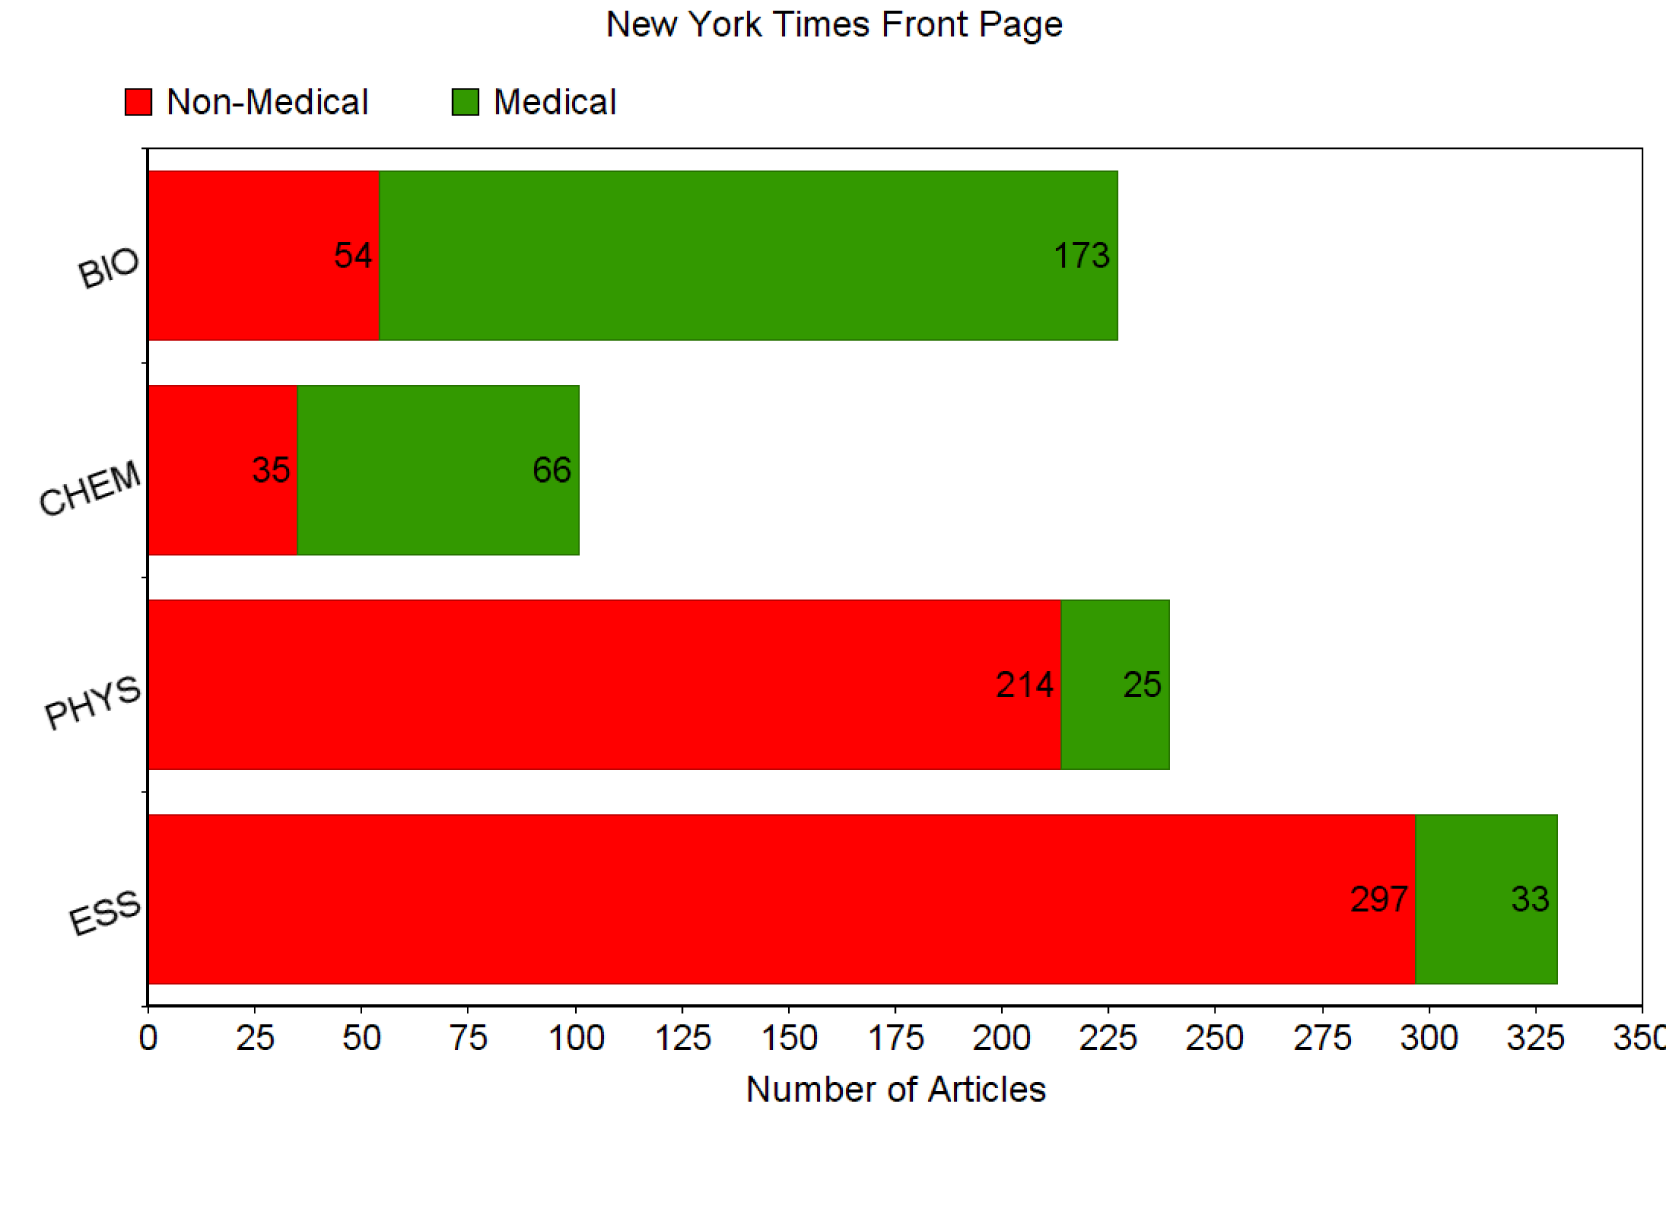 New York Times Front Page
Non-Medical Medical
BIO 54 173
CHEM 35 66
PHYS 214 25
ESS 297 33
0 25 50 75 100 125 150 175 200 225 250 275 300 325 350
Number of Articles